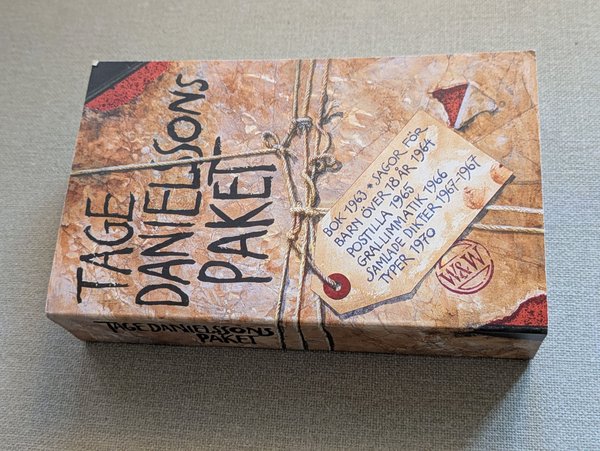 TAGE
DANIELSSONS
PAKET
BOK 1963 * SAGOR FÖR
BARN ÖVER 18 ÅR 1964
POSTILLA 1965
GRALLIMMATIK 1966
SAMLADE DIKTER 1967-1967
TYPER 1970
W&W
TAGE DANIELSSONS
PAKET